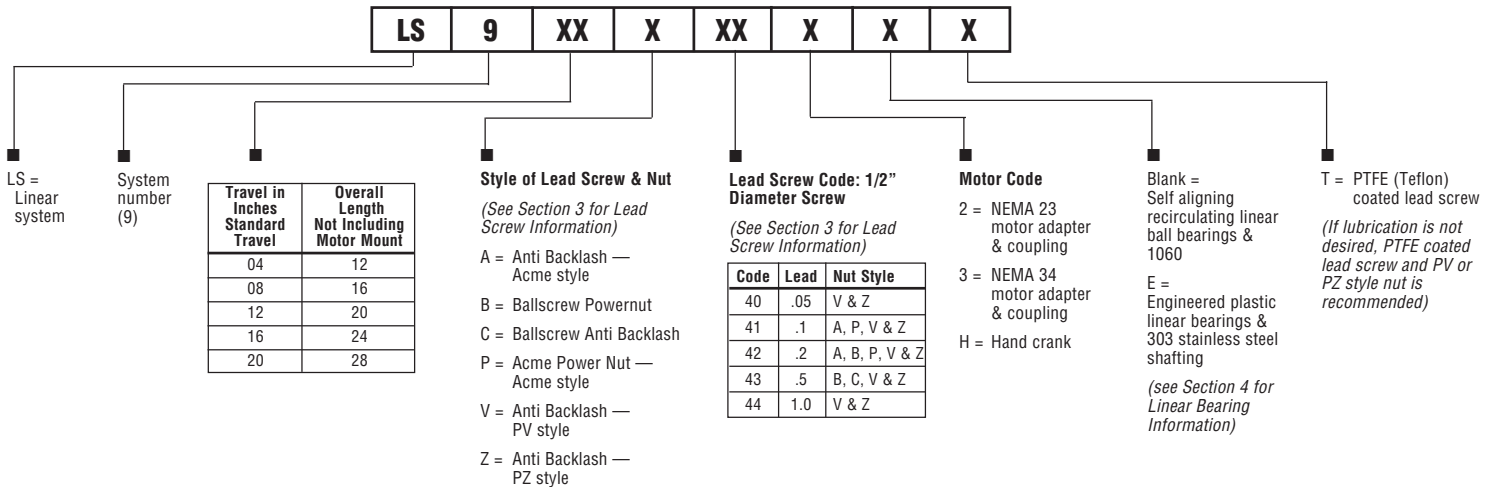 LS 9 XX X XX X X X
LS =
Linear
system
System
number
(9)
Travel in
Inches
Standard
Travel
Overall
Length
Not Including
Motor Mount
04 12
08 16
12 20
16 24
20 28
Style of Lead Screw & Nut
(See Section 3 for Lead
Screw Information)
A = Anti Backlash —
Acme style
B = Ballscrew Powernut
C = Ballscrew Anti Backlash
P = Acme Power Nut —
Acme style
V = Anti Backlash —
PV style
Z = Anti Backlash —
PZ style
Lead Screw Code: 1/2”
Diameter Screw
(See Section 3 for Lead
Screw Information)
Code Lead Nut Style
40 .05 V & Z
41 .1 A, P, V & Z
42 .2 A, B, P, V & Z
43 .5 B, C, V & Z
44 1.0 V & Z
Motor Code
2 = NEMA 23
motor adapter
& coupling
3 = NEMA 34
motor adapter
& coupling
H = Hand crank
Blank =
Self aligning
recirculating linear
ball bearings &
1060
E =
Engineered plastic
linear bearings &
303 stainless steel
shafting
(see Section 4 for
Linear Bearing
Information)
T = PTFE (Teflon)
coated lead screw
(If lubrication is not
desired, PTFE coated
lead screw and PV or
PZ style nut is
recommended)